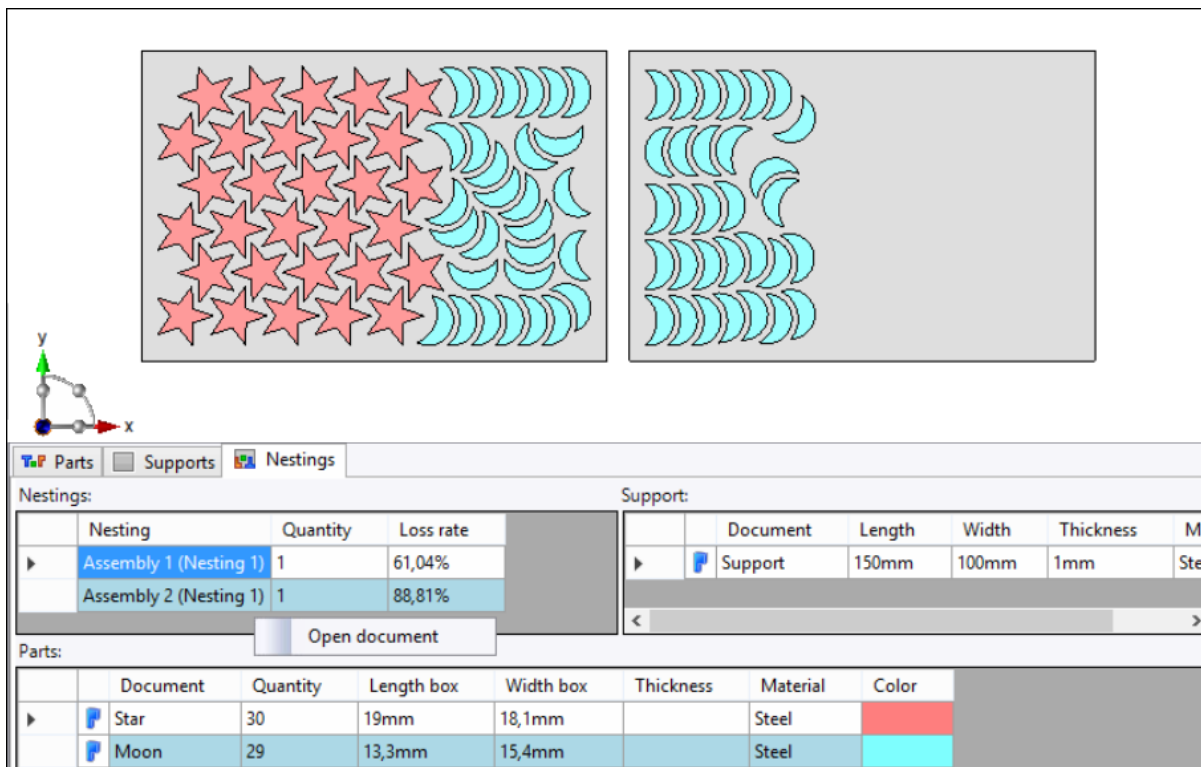 y
x
Parts Supports Nestings
Nestings: Support:
Nesting Quantity Loss rate Document Length Width Thickness M
Assembly 1 (Nesting 1) 1 61,04% Support 150mm 100mm 1mm Ste
Assembly 2 (Nesting 1) 1 88,81%
Open document
Parts:
Document Quantity Length box Width box Thickness Material Color
Star 30 19mm 18,1mm Steel
Moon 29 13,3mm 15,4mm Steel